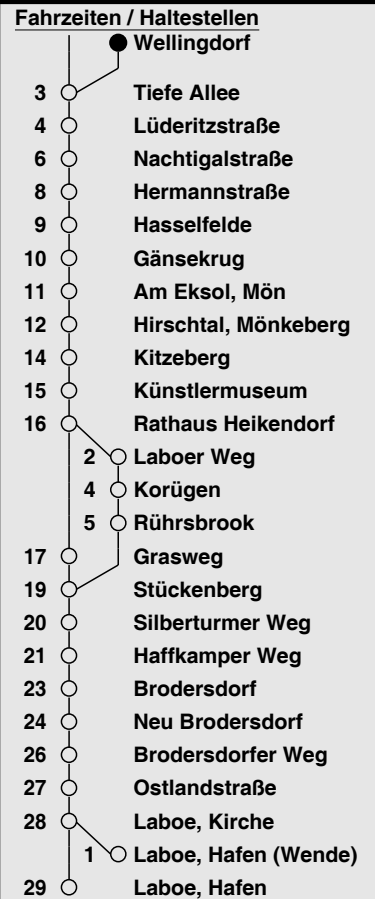 Fahrzeiten / Haltestellen
Wellingdorf
3 Tiefe Allee
4 Lüderitzstraße
6 Nachtigalstraße
8 Hermannstraße
9 Hasselfelde
10 Gänsekrug
11 Am Eksol, Mön
12 Hirschtal, Mönkeberg
14 Kitzeberg
15 Künstlermuseum
16 Rathaus Heikendorf
2 Laboer Weg
4 Korügen
5 Rührsbrook
17 Grasweg
19 Stückenberg
20 Silberturmer Weg
21 Haffkamper Weg
23 Brodersdorf
24 Neu Brodersdorf
26 Brodersdorfer Weg
27 Ostlandstraße
28 Laboe, Kirche
1 Laboe, Hafen (Wende)
29 Laboe, Hafen